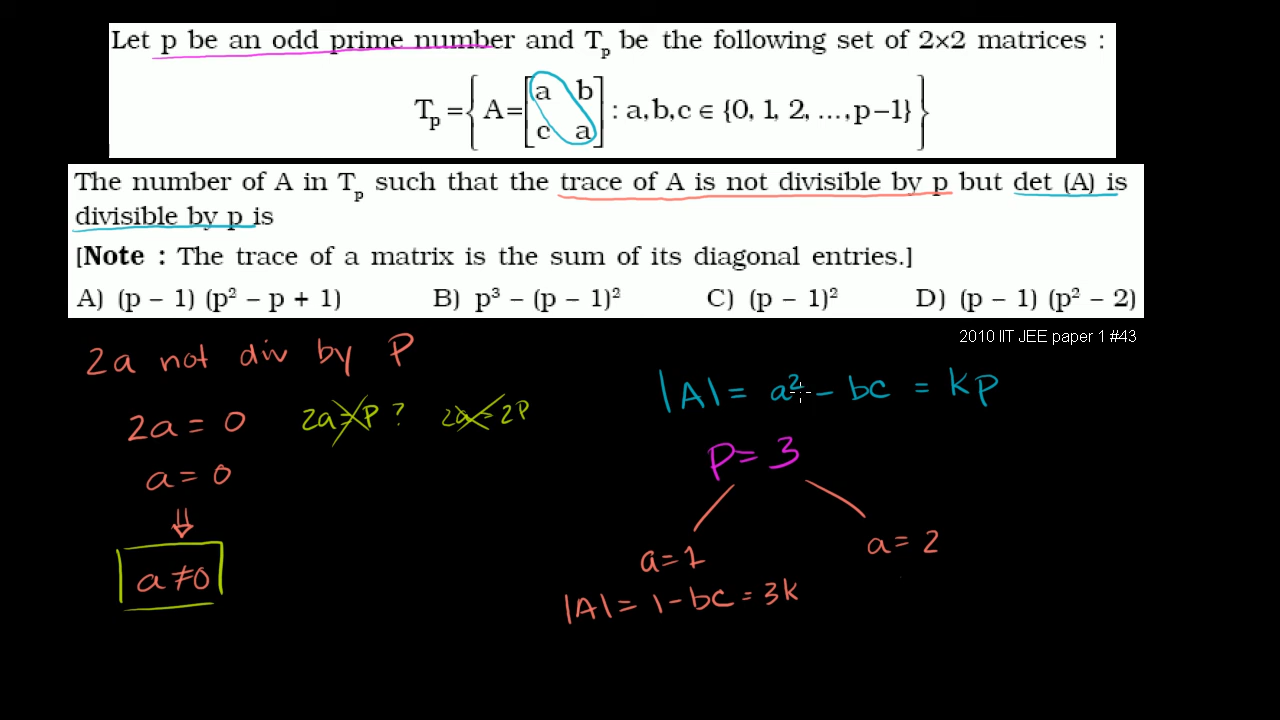 Let p be an odd prime number and Tₚ be the following set of 2×2 matrices :
Tₚ = { A = [ a b ; c a ] : a, b, c ∈ {0, 1, 2, ..., p−1} }
The number of A in Tₚ such that the trace of A is not divisible by p but det (A) is
divisible by p is
[Note : The trace of a matrix is the sum of its diagonal entries.]
A) (p − 1) (p² − p + 1) B) p³ − (p − 1)² C) (p − 1)² D) (p − 1) (p² − 2)
2010 IIT JEE paper 1 #43
2a not div by P
2a = 0 2a = P ? 2a = 2P
a = 0
⇓
a ≠ 0
|A| = a² − bc = kp
P = 3
a = 1 a = 2
|A| = 1 − bc = 3k